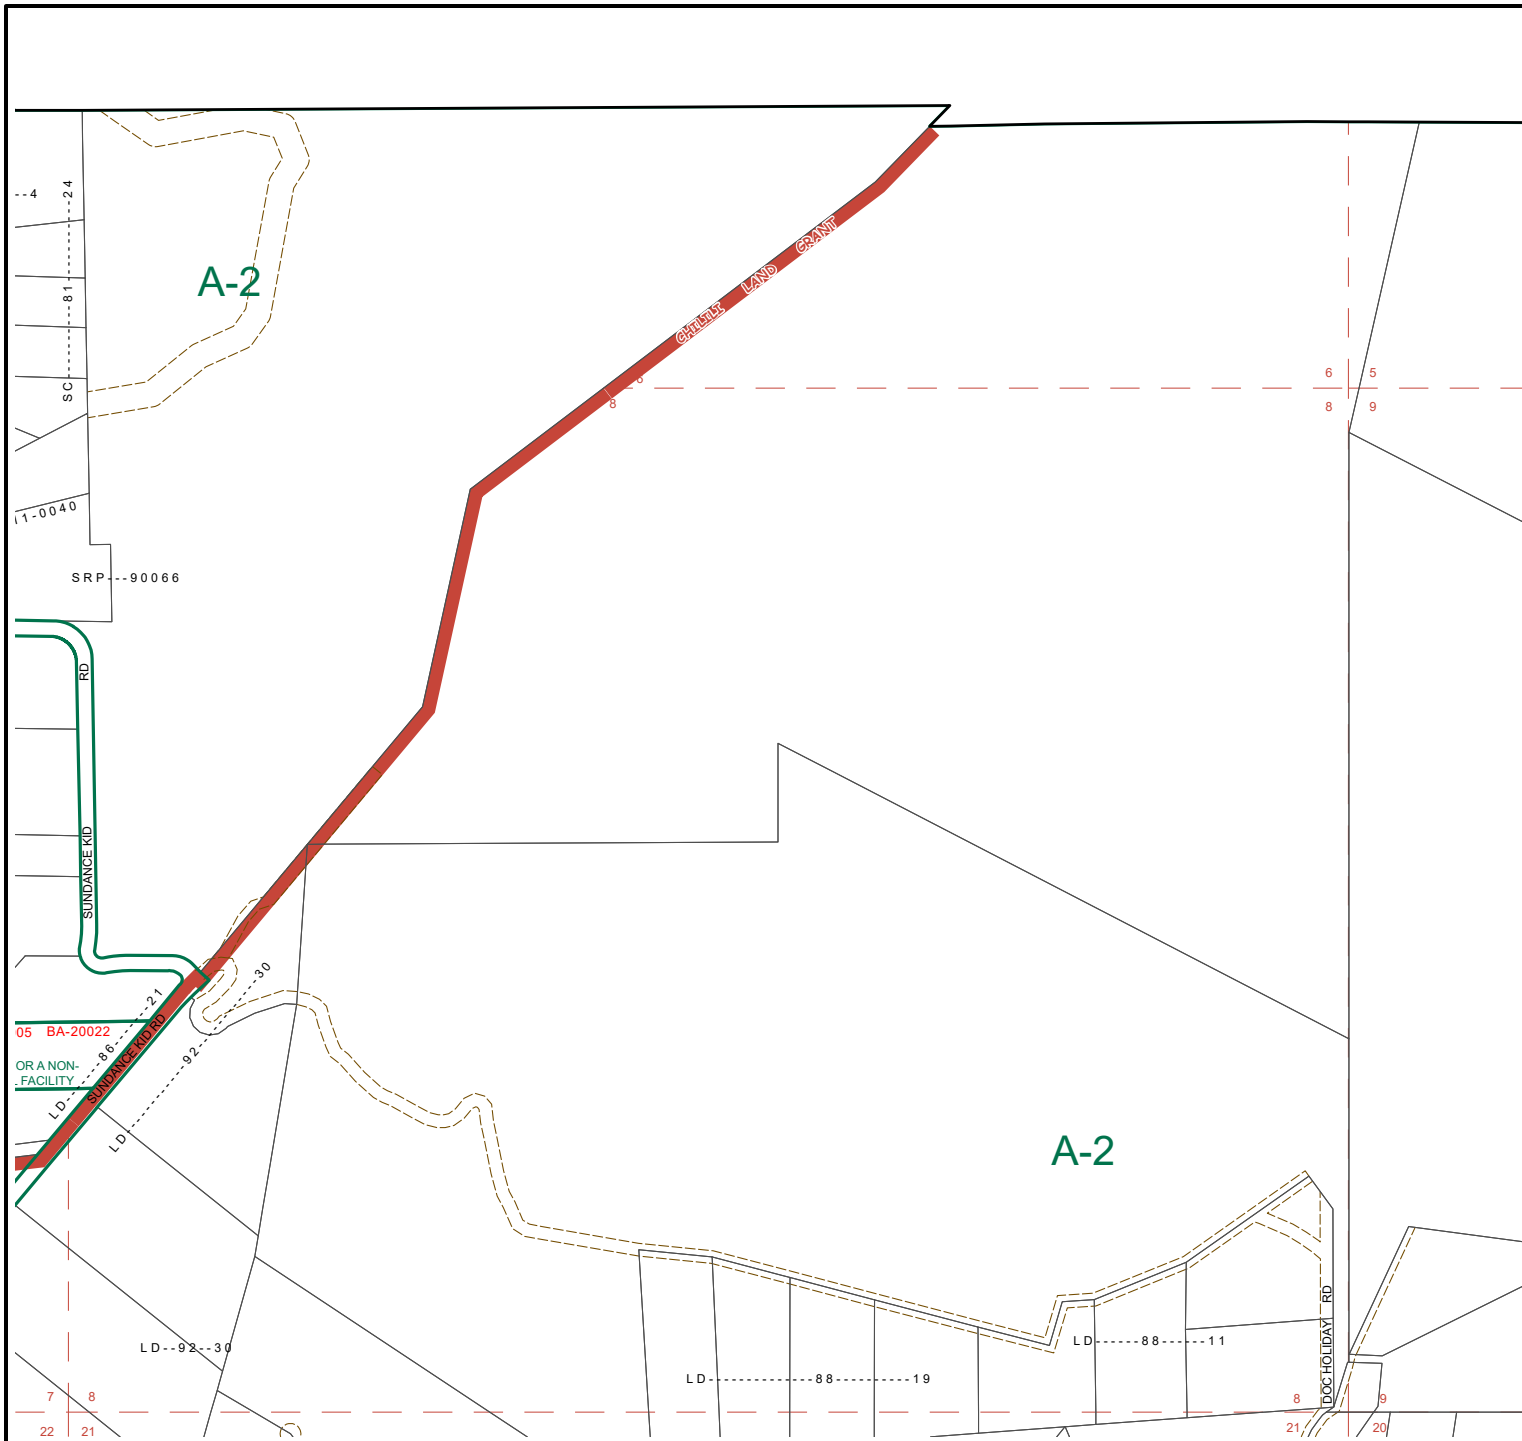 --4
SC------81------24
A-2
CHILILI LAND GRANT
6
8
6 5
8 9
11-0040
SRP---90066
SUNDANCE KID RD
LD------86----21
LD------92------30
05 BA-20022
SUNDANCE KID RD
OR A NON-
FACILITY
A-2
LD--92--30
LD------------88---------19
LD------88------11
DOC HOLIDAY RD
7 8
22 21
8 9
21 20